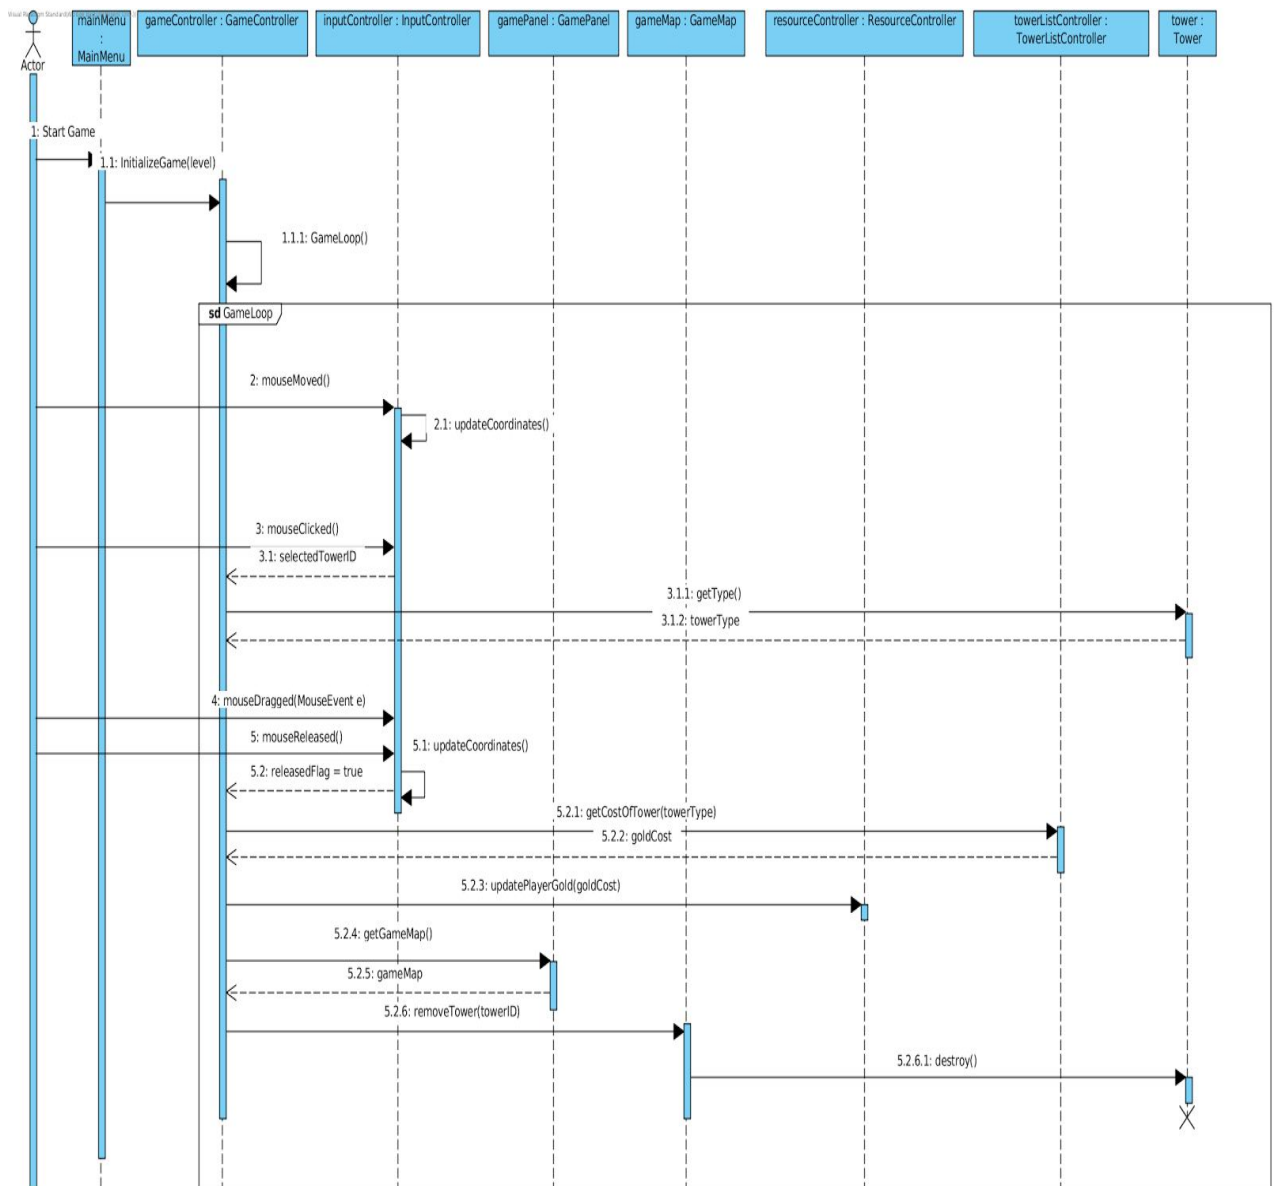 mainMenu
:
MainMenu
gameController : GameController
inputController : InputController
gamePanel : GamePanel
gameMap : GameMap
resourceController : ResourceController
towerListController :
TowerListController
tower :
Tower
Actor
1: Start Game
1.1: InitializeGame(level)
1.1.1: GameLoop()
sd GameLoop
2: mouseMoved()
2.1: updateCoordinates()
3: mouseClicked()
3.1: selectedTowerID
3.1.1: getType()
3.1.2: towerType
4: mouseDragged(MouseEvent e)
5: mouseReleased()
5.1: updateCoordinates()
5.2: releasedFlag = true
5.2.1: getCostOfTower(towerType)
5.2.2: goldCost
5.2.3: updatePlayerGold(goldCost)
5.2.4: getGameMap()
5.2.5: gameMap
5.2.6: removeTower(towerID)
5.2.6.1: destroy()